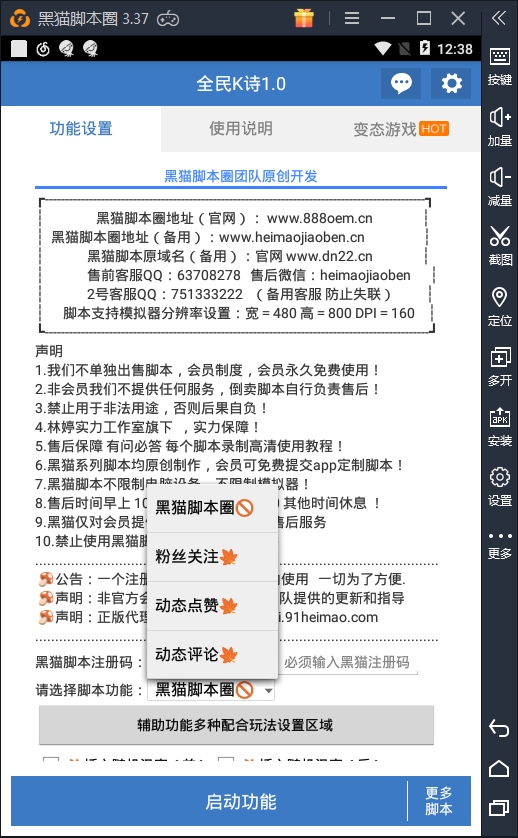 黑猫脚本圈 3.37
12:38
全民K诗1.0
功能设置 使用说明 变态游戏 HOT
黑猫脚本圈团队原创开发
黑猫脚本圈地址（官网）：www.888oem.cn
黑猫脚本圈地址（备用）：www.heimaojiaoben.cn
黑猫脚本原域名（备用）：官网 www.dn22.cn
售前客服QQ：63708278 售后微信：heimaojiaoben
2号客服QQ：751333222 （备用客服 防止失联）
脚本支持模拟器分辨率设置：宽 = 480 高 = 800 DPI = 160
声明
1.我们不单独出售脚本，会员制度，会员永久免费使用！
2.非会员我们不提供任何服务，倒卖脚本自行负责售后！
3.禁止用于非法用途，否则后果自负！
4.林婷实力工作室旗下 ，实力保障！
5.售后保障 有问必答 每个脚本录制高清使用教程！
6.黑猫系列脚本均原创制作，会员可免费提交app定制脚本！
7.黑猫脚本不限制电脑设备、不限制模拟器！
8.售后时间早上 10 其他时间休息 ！
9.黑猫仅对会员提 售后服务
10.禁止使用黑猫脚
公告：一个注册 使用 一切为了方便.
声明：非官方会 队提供的更新和指导
声明：正版代理 i.91heimao.com
黑猫脚本圈
粉丝关注
动态点赞
动态评论
黑猫脚本注册码： 必须输入黑猫注册码
请选择脚本功能： 黑猫脚本圈
辅助功能多种配合玩法设置区域
启动功能
更多
脚本
按键
加量
减量
截图
定位
多开
APK
安装
设置
更多